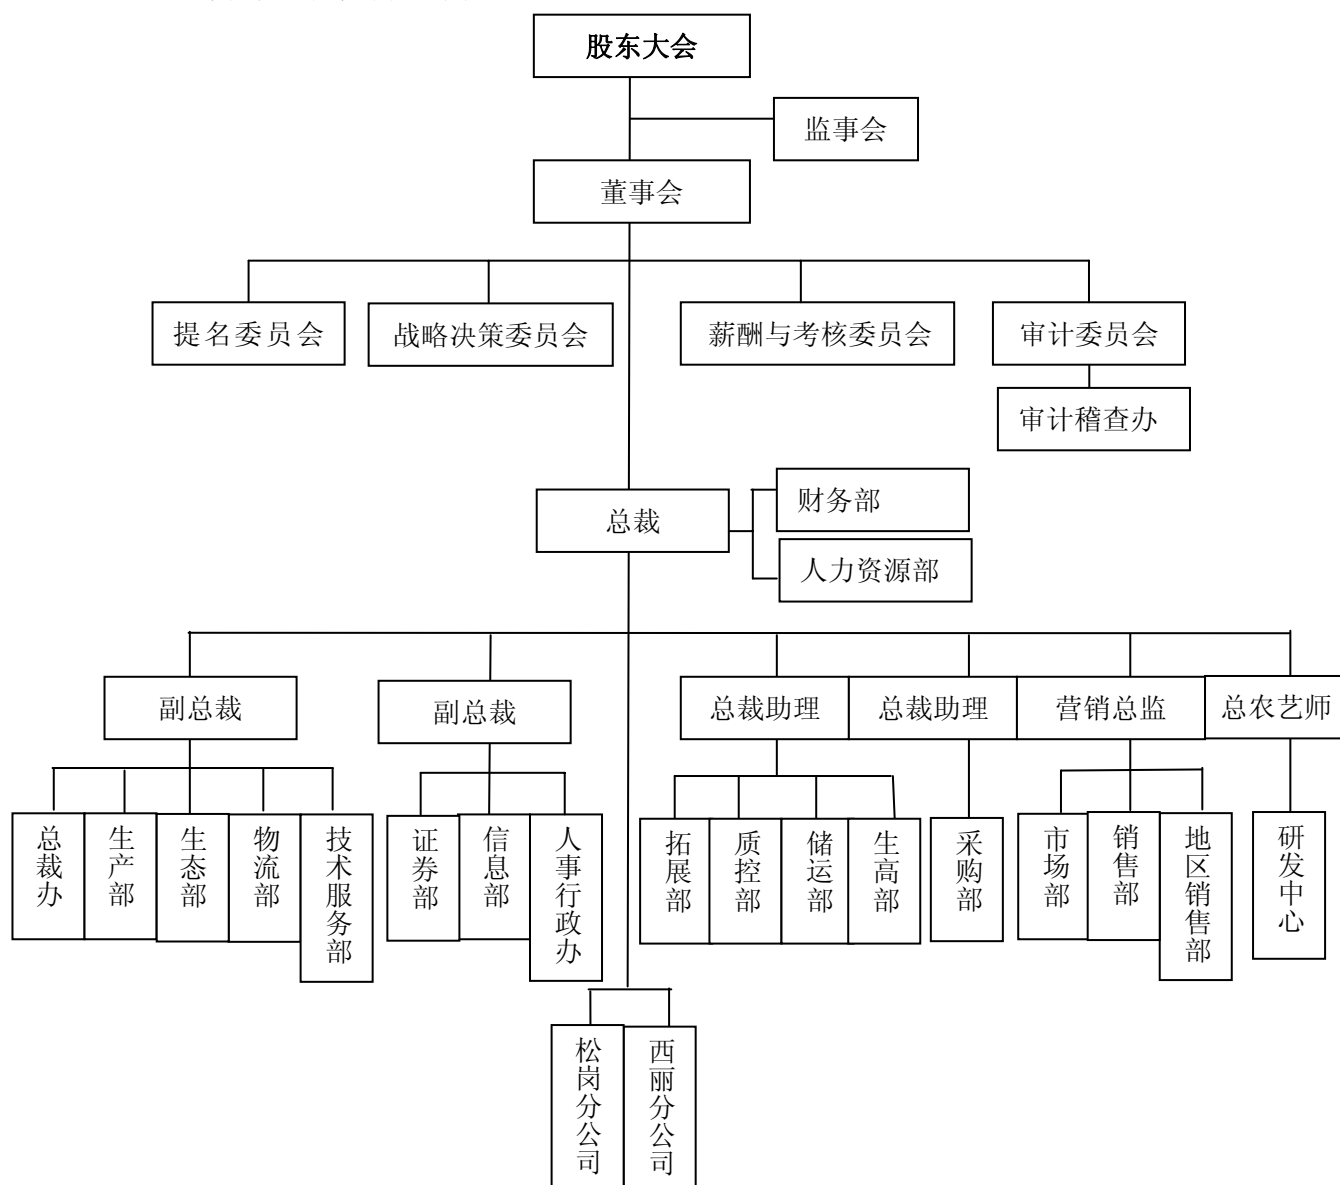 股东大会
监事会
董事会
提名委员会
战略决策委员会
薪酬与考核委员会
审计委员会
审计稽查办
总裁
财务部
人力资源部
副总裁
副总裁
总裁助理
总裁助理
营销总监
总农艺师
总裁办
生产部
生态部
物流部
技术服务部
证券部
信息部
人事行政办
拓展部
质控部
储运部
生高部
采购部
市场部
销售部
地区销售部
研发中心
松岗分公司
西丽分公司